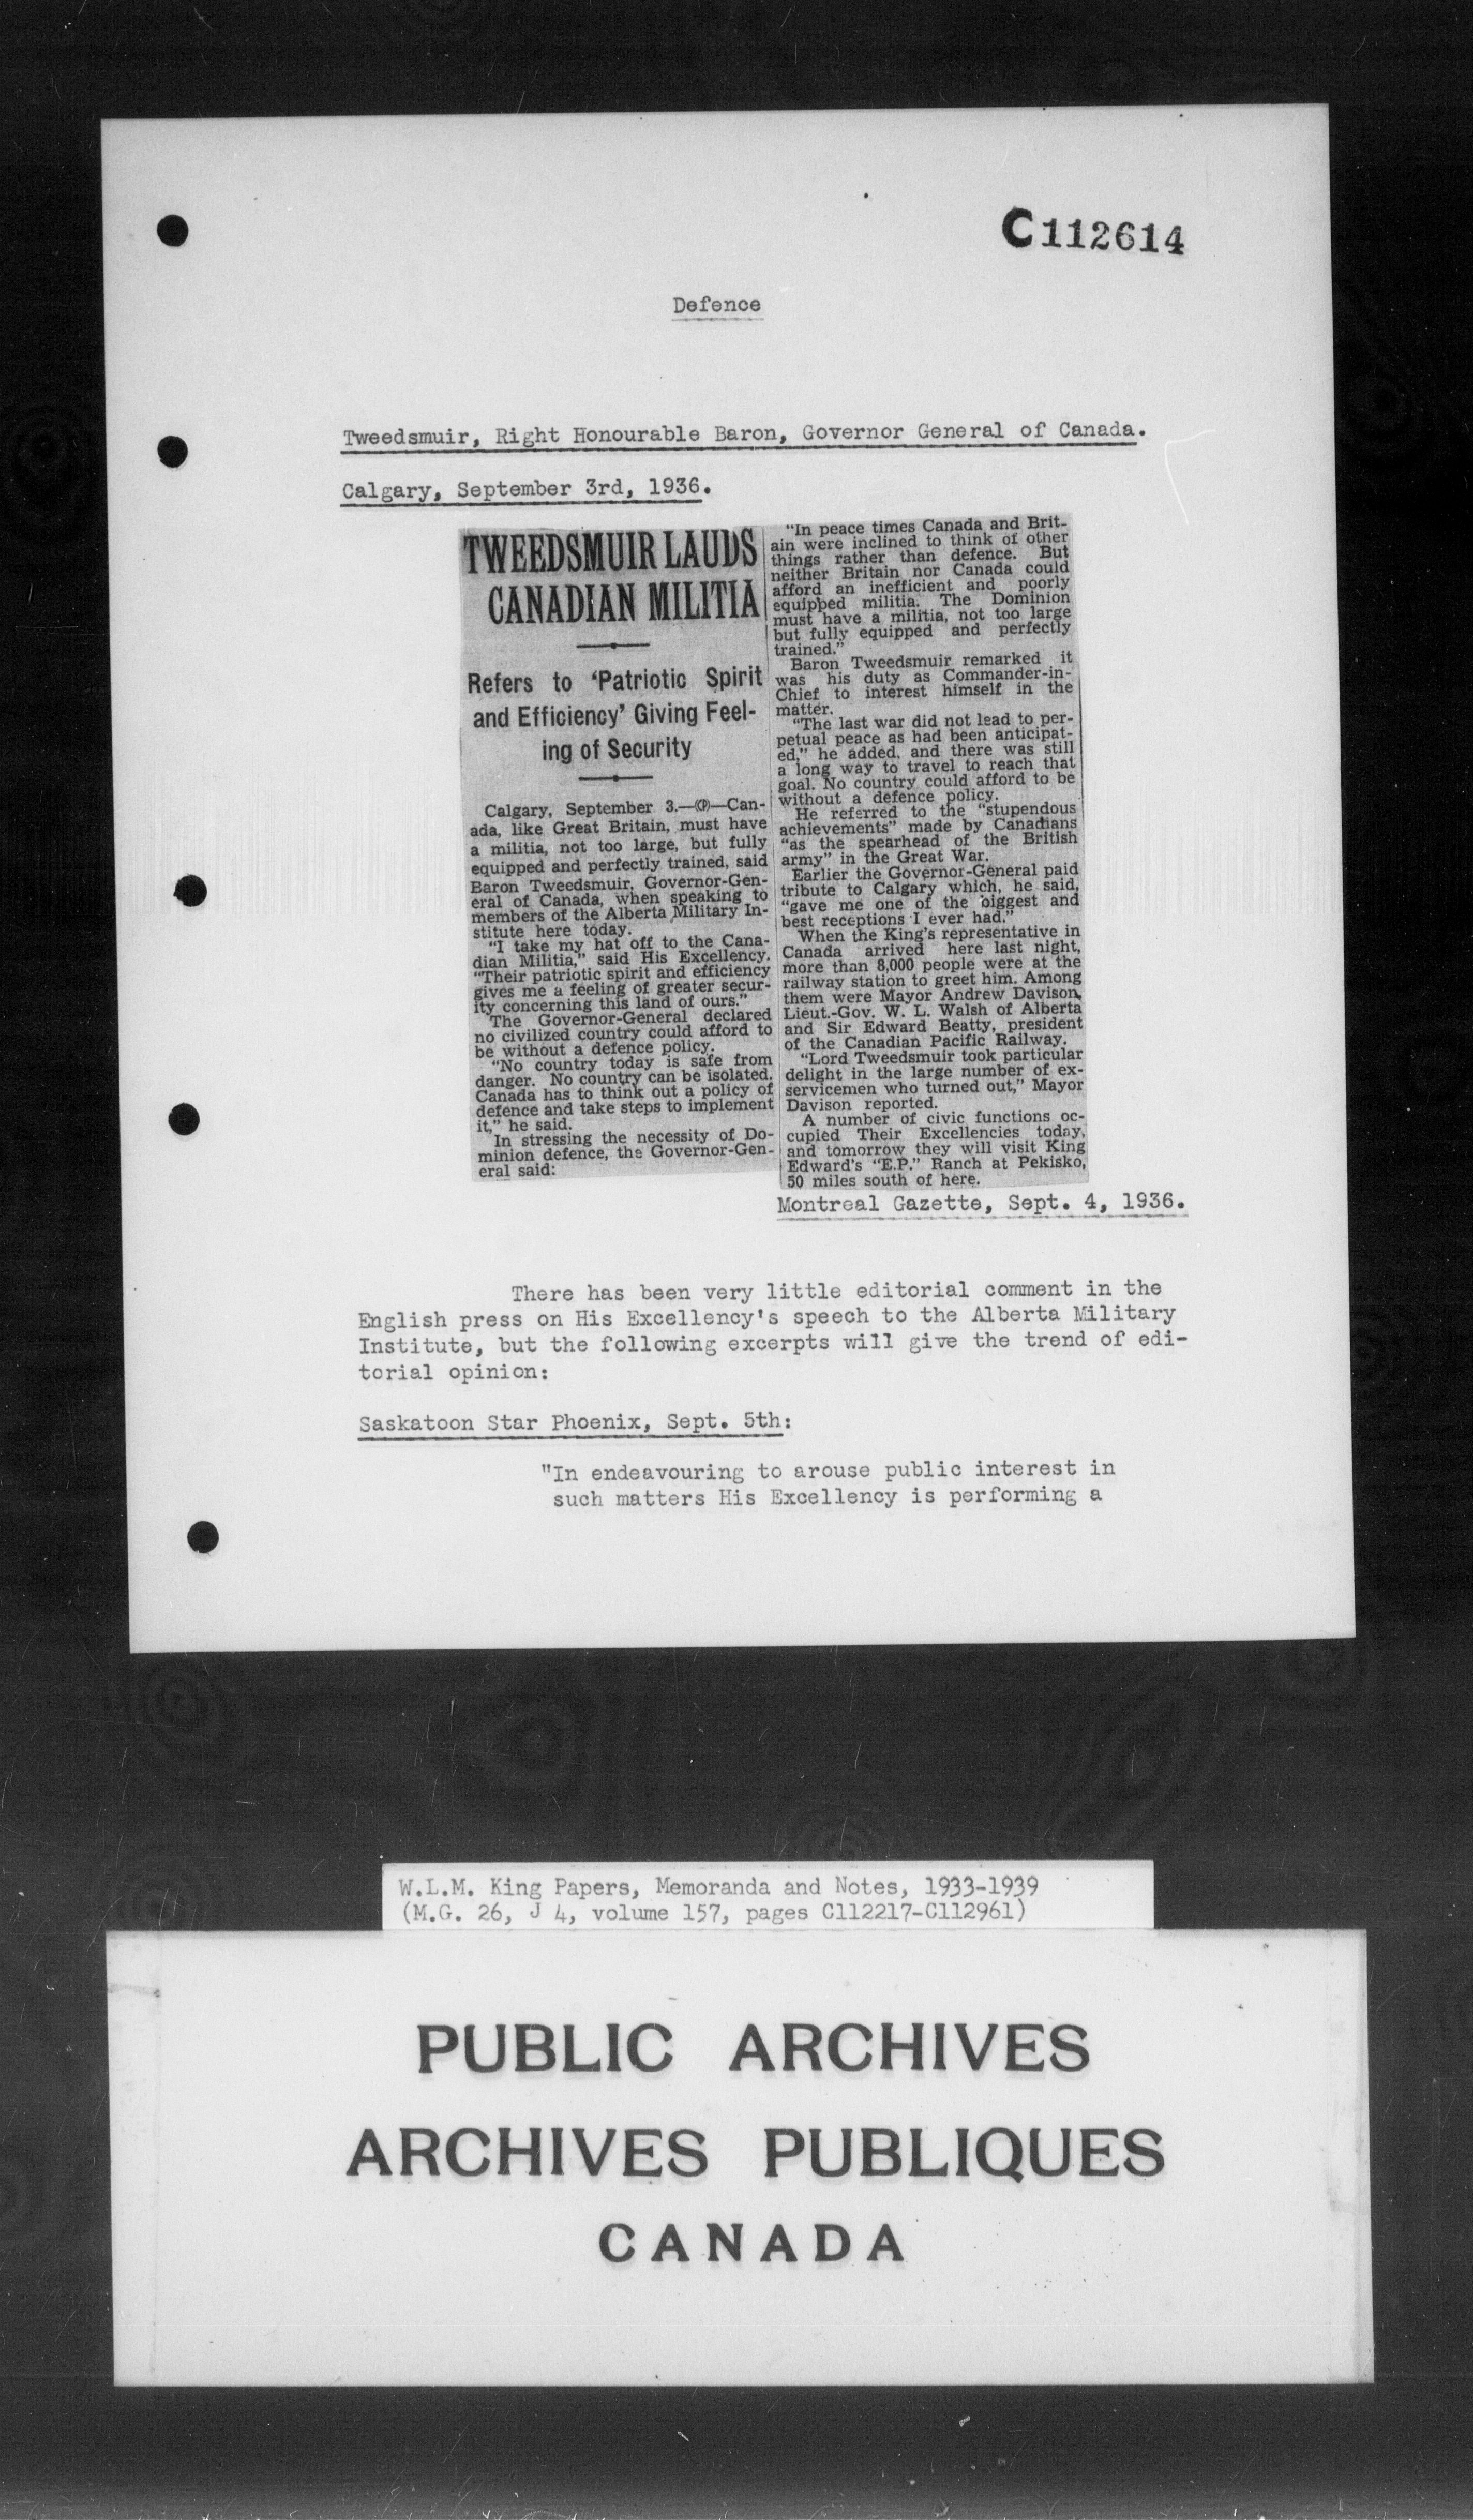 C112614
Defence
Tweedsmuir, Right Honourable Baron, Governor General of Canada.
Calgary, September 3rd, 1936.
TWEEDSMUIR LAUDS
CANADIAN MILITIA
Refers to ‘Patriotic Spirit
and Efficiency’ Giving Feel-
ing of Security
Calgary, September 3.—(CP)—Can-
ada, like Great Britain, must have
a militia, not too large, but fully
equipped and perfectly trained, said
Baron Tweedsmuir, Governor-Gen-
eral of Canada, when speaking to
members of the Alberta Military In-
stitute here today.
“I take my hat off to the Cana-
dian Militia,” said His Excellency.
“Their patriotic spirit and efficiency
gives me a feeling of greater secur-
ity concerning this land of ours.”
The Governor-General declared
no civilized country could afford to
be without a defence policy.
“No country today is safe from
danger. No country can be isolated.
Canada has to think out a policy of
defence and take steps to implement
it,” he said.
In stressing the necessity of Do-
minion defence, the Governor-Gen-
eral said:
“In peace times Canada and Brit-
ain were inclined to think of other
things rather than defence. But
neither Britain nor Canada could
afford an inefficient and poorly
equipped militia. The Dominion
must have a militia, not too large
but fully equipped and perfectly
trained.”
Baron Tweedsmuir remarked it
was his duty as Commander-in-
Chief to interest himself in the
matter.
“The last war did not lead to per-
petual peace as had been anticipat-
ed,” he added, and there was still
a long way to travel to reach that
goal. No country could afford to be
without a defence policy.
He referred to the “stupendous
achievements” made by Canadians
“as the spearhead of the British
army” in the Great War.
Earlier the Governor-General paid
tribute to Calgary which, he said,
“gave me one of the biggest and
best receptions I ever had.”
When the King's representative in
Canada arrived here last night,
more than 8,000 people were at the
railway station to greet him. Among
them were Mayor Andrew Davison,
Lieut.-Gov. W. L. Walsh of Alberta
and Sir Edward Beatty, president
of the Canadian Pacific Railway.
“Lord Tweedsmuir took particular
delight in the large number of ex-
servicemen who turned out,” Mayor
Davison reported.
A number of civic functions oc-
cupied Their Excellencies today,
and tomorrow they will visit King
Edward's “E.P.” Ranch at Pekisko,
50 miles south of here.
Montreal Gazette, Sept. 4, 1936.
There has been very little editorial comment in the
English press on His Excellency's speech to the Alberta Military
Institute, but the following excerpts will give the trend of edi-
torial opinion:
Saskatoon Star Phoenix, Sept. 5th:
"In endeavouring to arouse public interest in
such matters His Excellency is performing a
W.L.M. King Papers, Memoranda and Notes, 1933-1939
(M.G. 26, J 4, volume 157, pages C112217-C112961)
PUBLIC ARCHIVES
ARCHIVES PUBLIQUES
CANADA